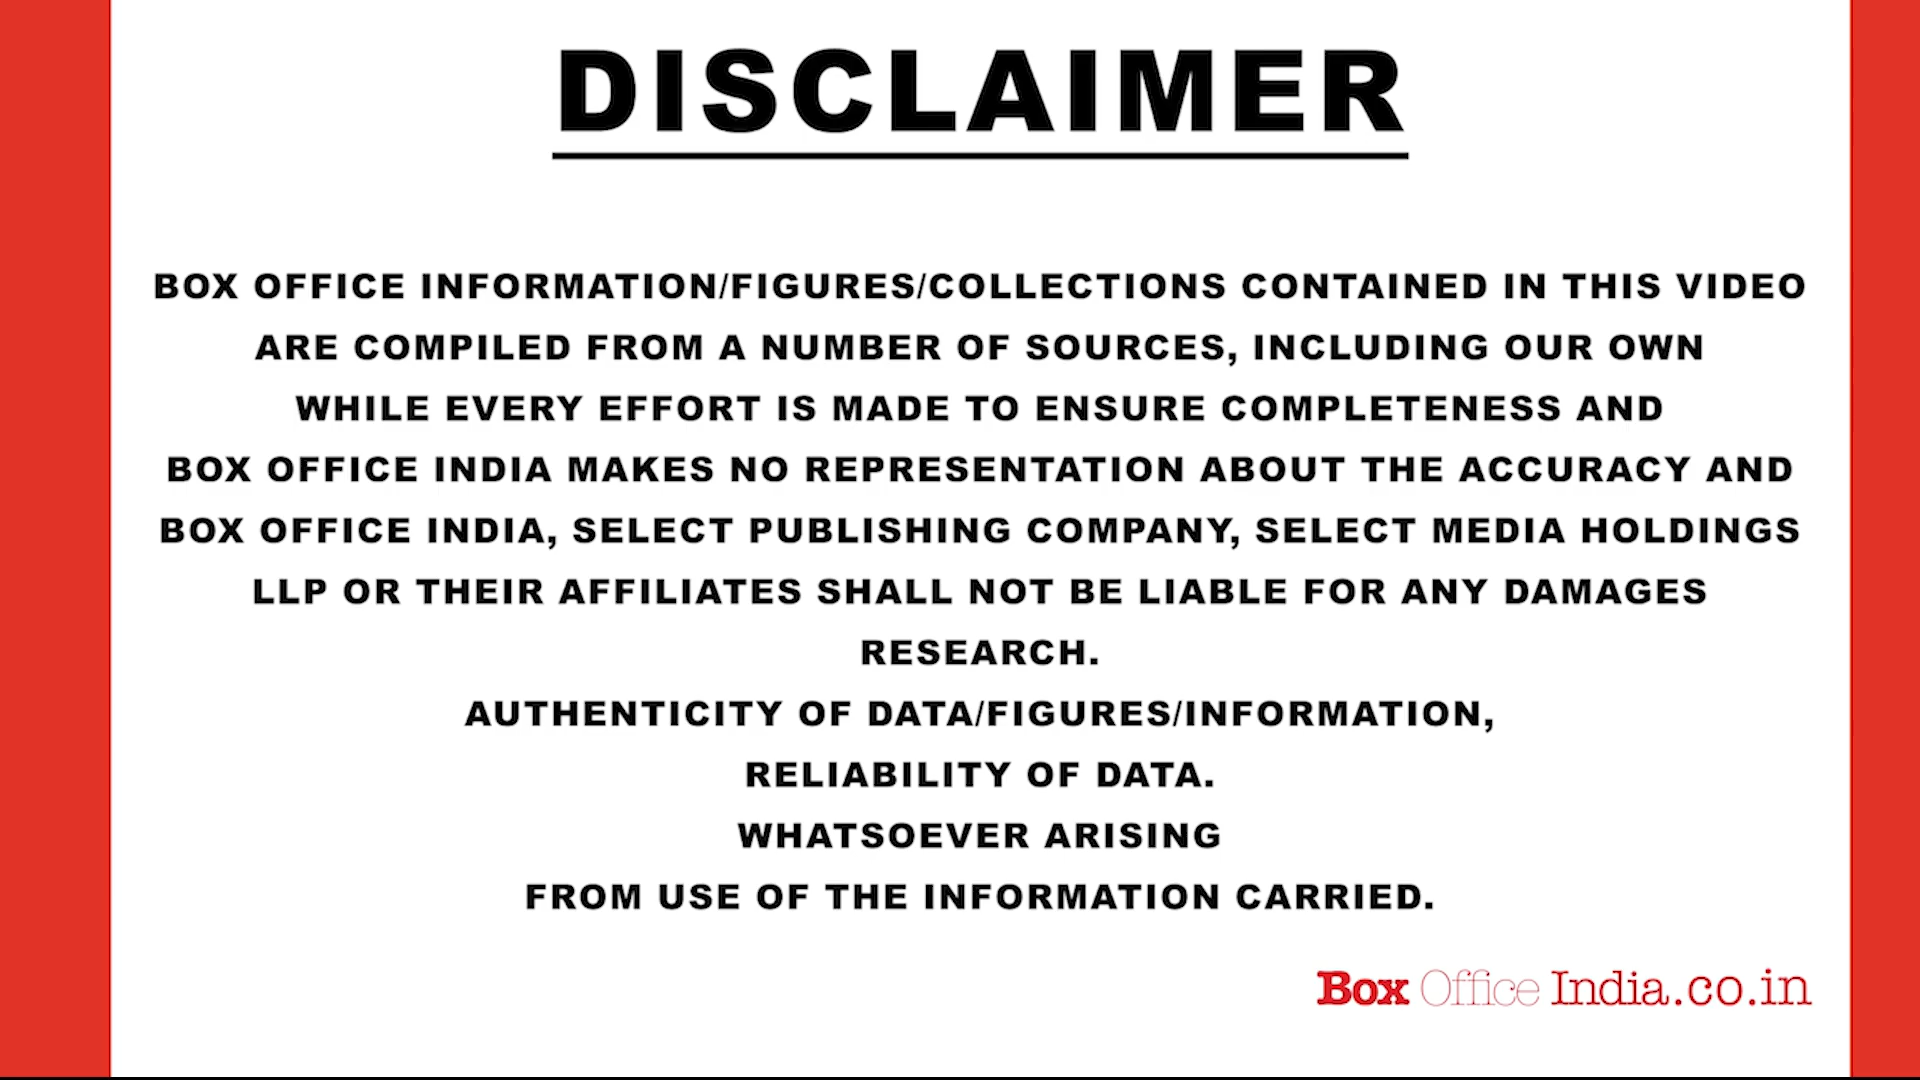 DISCLAIMER
BOX OFFICE INFORMATION/FIGURES/COLLECTIONS CONTAINED IN THIS VIDEO
ARE COMPILED FROM A NUMBER OF SOURCES, INCLUDING OUR OWN
WHILE EVERY EFFORT IS MADE TO ENSURE COMPLETENESS AND
BOX OFFICE INDIA MAKES NO REPRESENTATION ABOUT THE ACCURACY AND
BOX OFFICE INDIA, SELECT PUBLISHING COMPANY, SELECT MEDIA HOLDINGS
LLP OR THEIR AFFILIATES SHALL NOT BE LIABLE FOR ANY DAMAGES
RESEARCH.
AUTHENTICITY OF DATA/FIGURES/INFORMATION,
RELIABILITY OF DATA.
WHATSOEVER ARISING
FROM USE OF THE INFORMATION CARRIED.
Box Office India.co.in